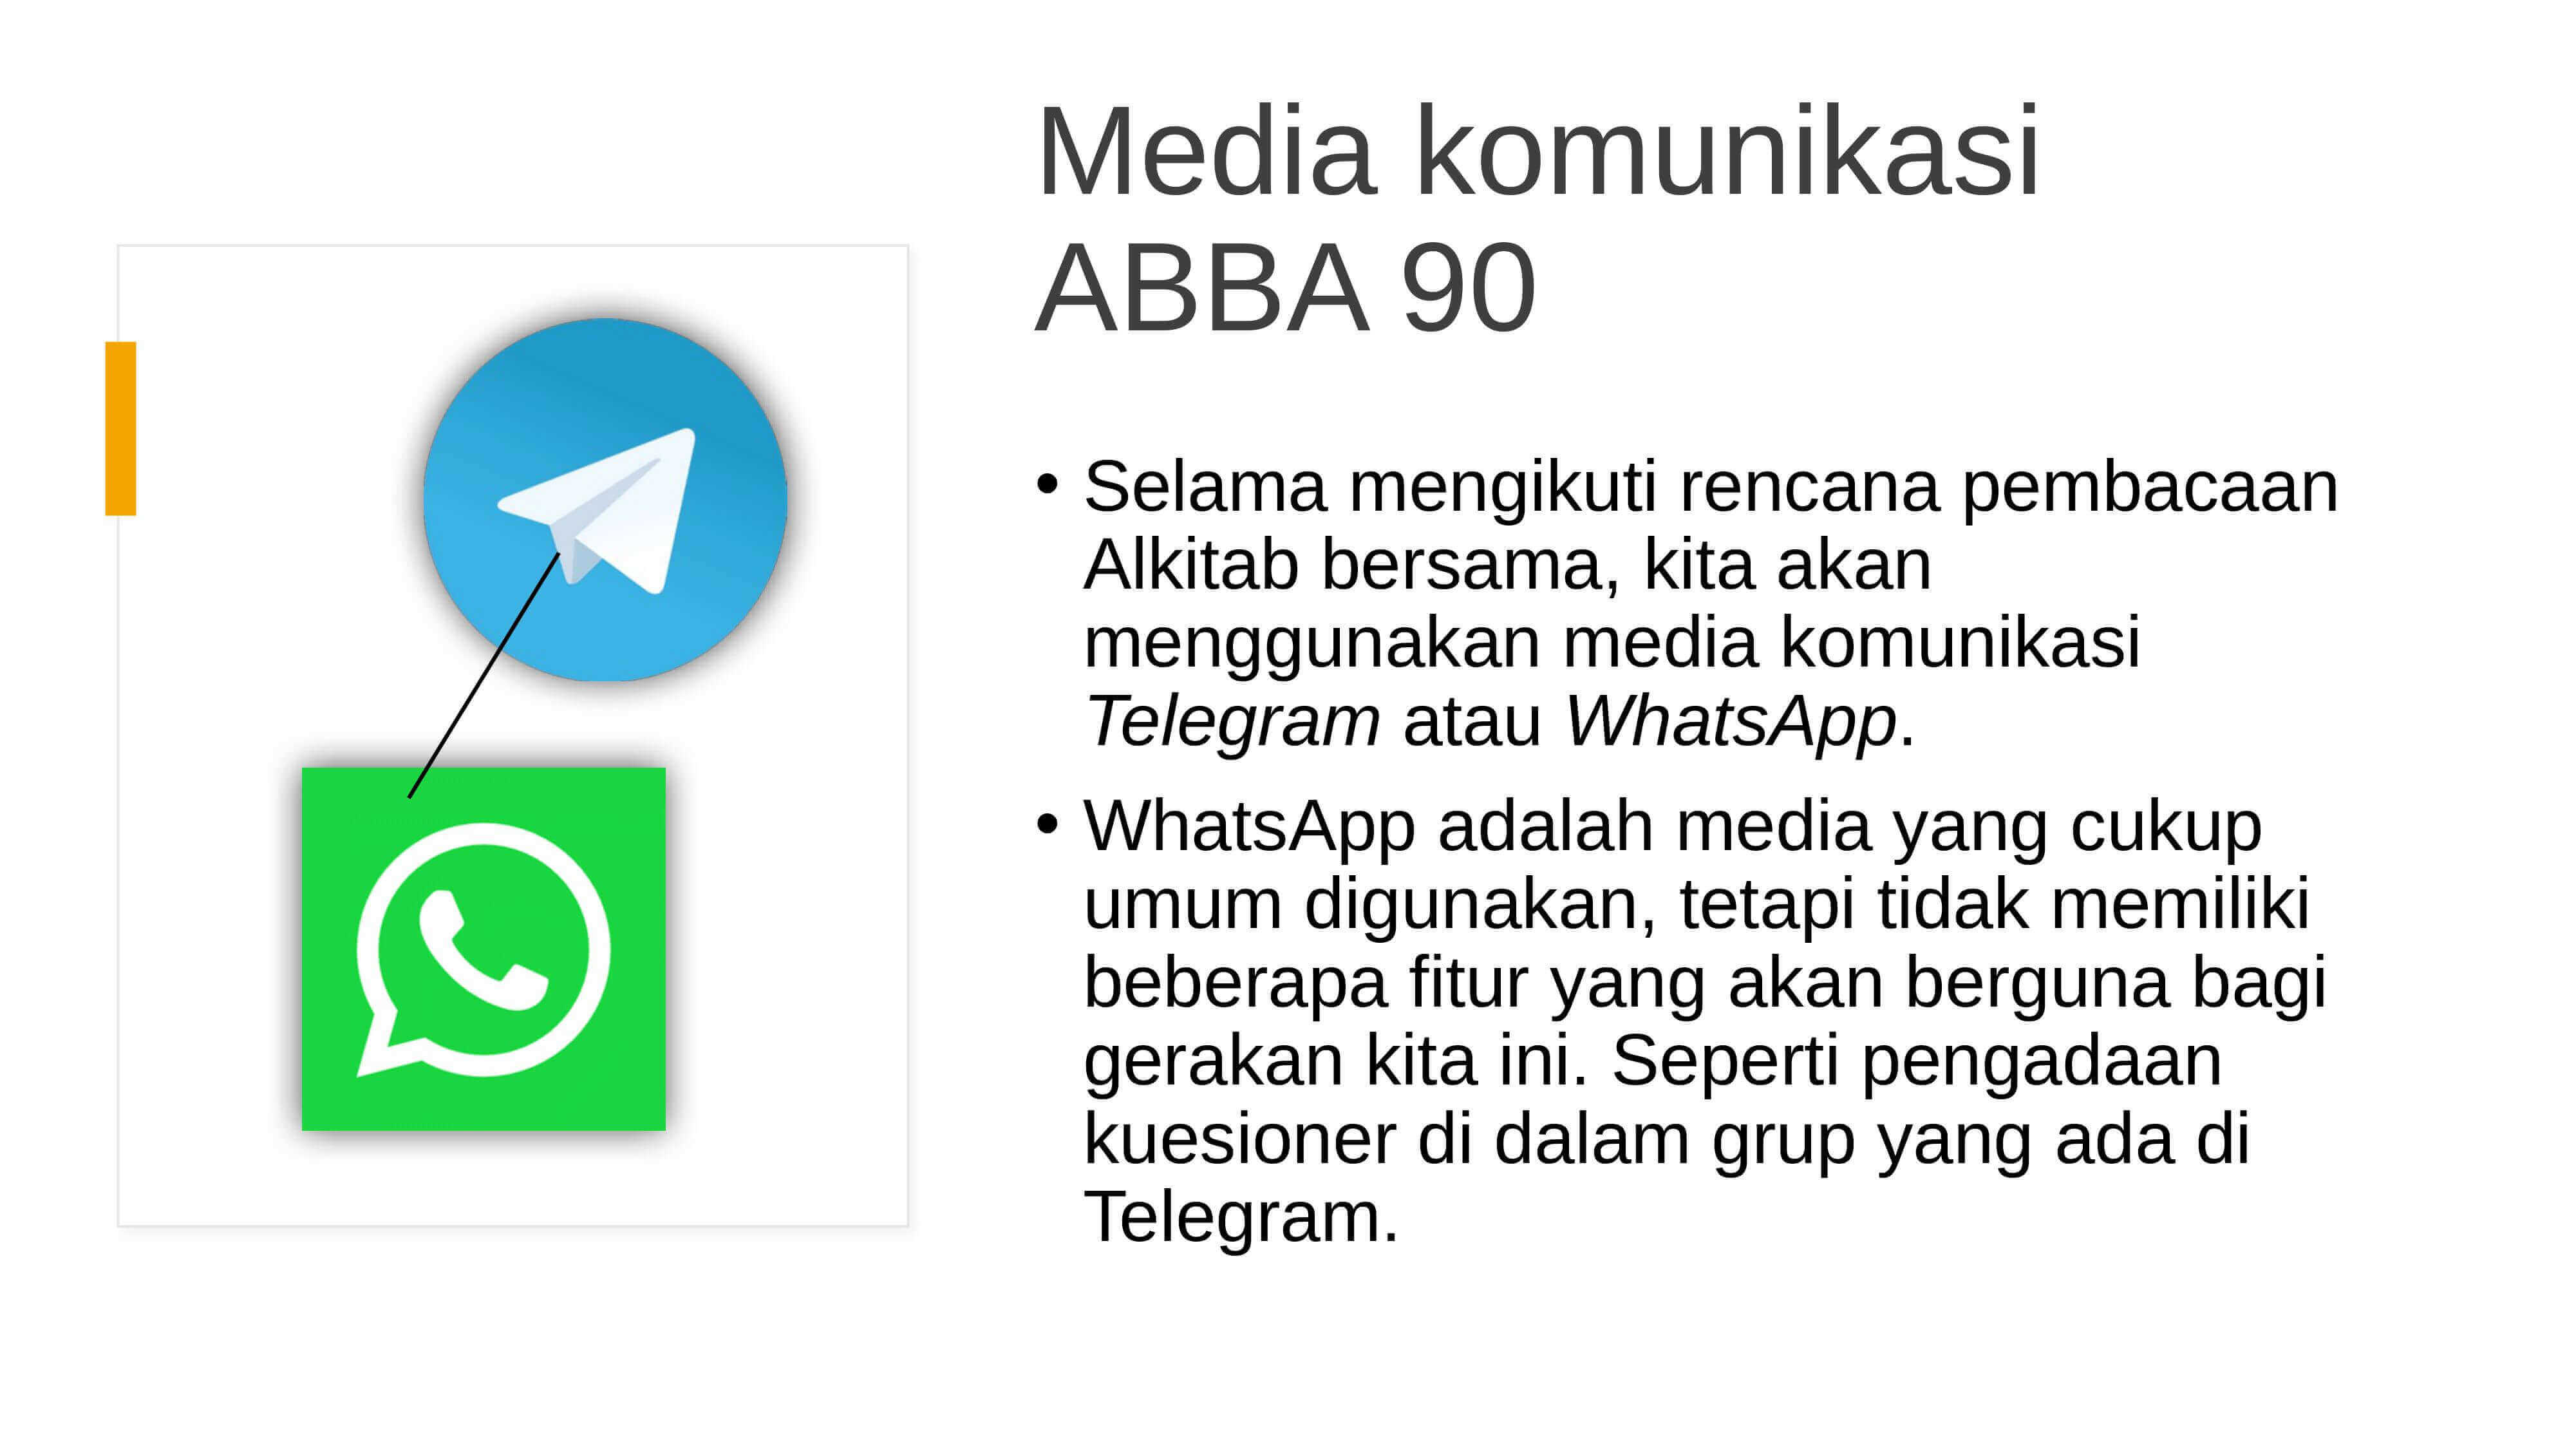 Media komunikasi
ABBA 90
• Selama mengikuti rencana pembacaan
Alkitab bersama, kita akan
menggunakan media komunikasi
Telegram atau WhatsApp.
• WhatsApp adalah media yang cukup
umum digunakan, tetapi tidak memiliki
beberapa fitur yang akan berguna bagi
gerakan kita ini. Seperti pengadaan
kuesioner di dalam grup yang ada di
Telegram.